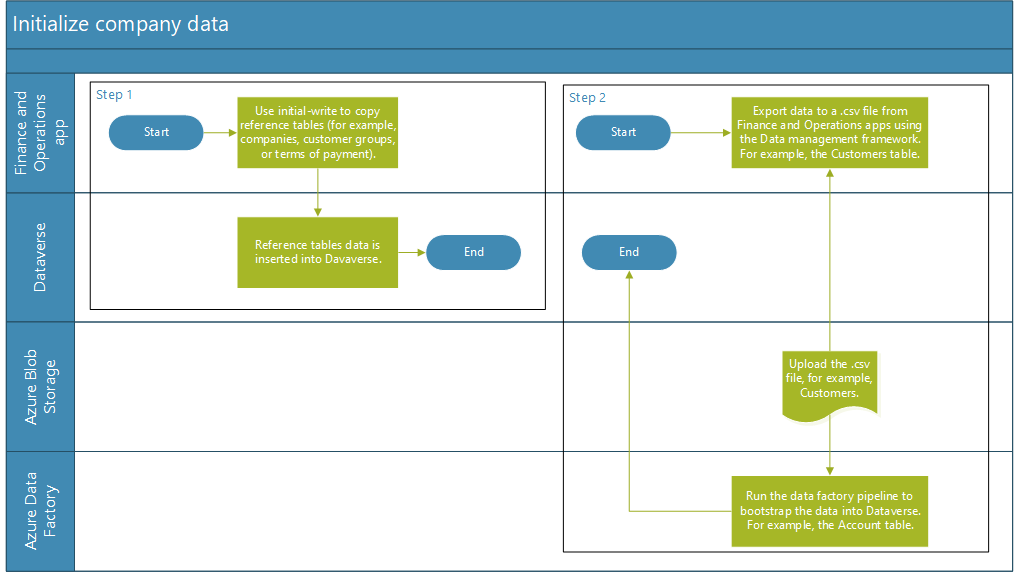 Initialize company data
Finance and
Operations
app
Step 1
Start
Use initial-write to copy
reference tables (for example,
companies, customer groups,
or terms of payment).
Step 2
Start
Export data to a .csv file from
Finance and Operations apps using
the Data management framework.
For example, the Customers table.
Dataverse
Reference tables data is
inserted into Davaverse.
End
End
Azure Blob
Storage
Upload the .csv
file, for example,
Customers.
Azure Data
Factory
Run the data factory pipeline to
bootstrap the data into Dataverse.
For example, the Account table.